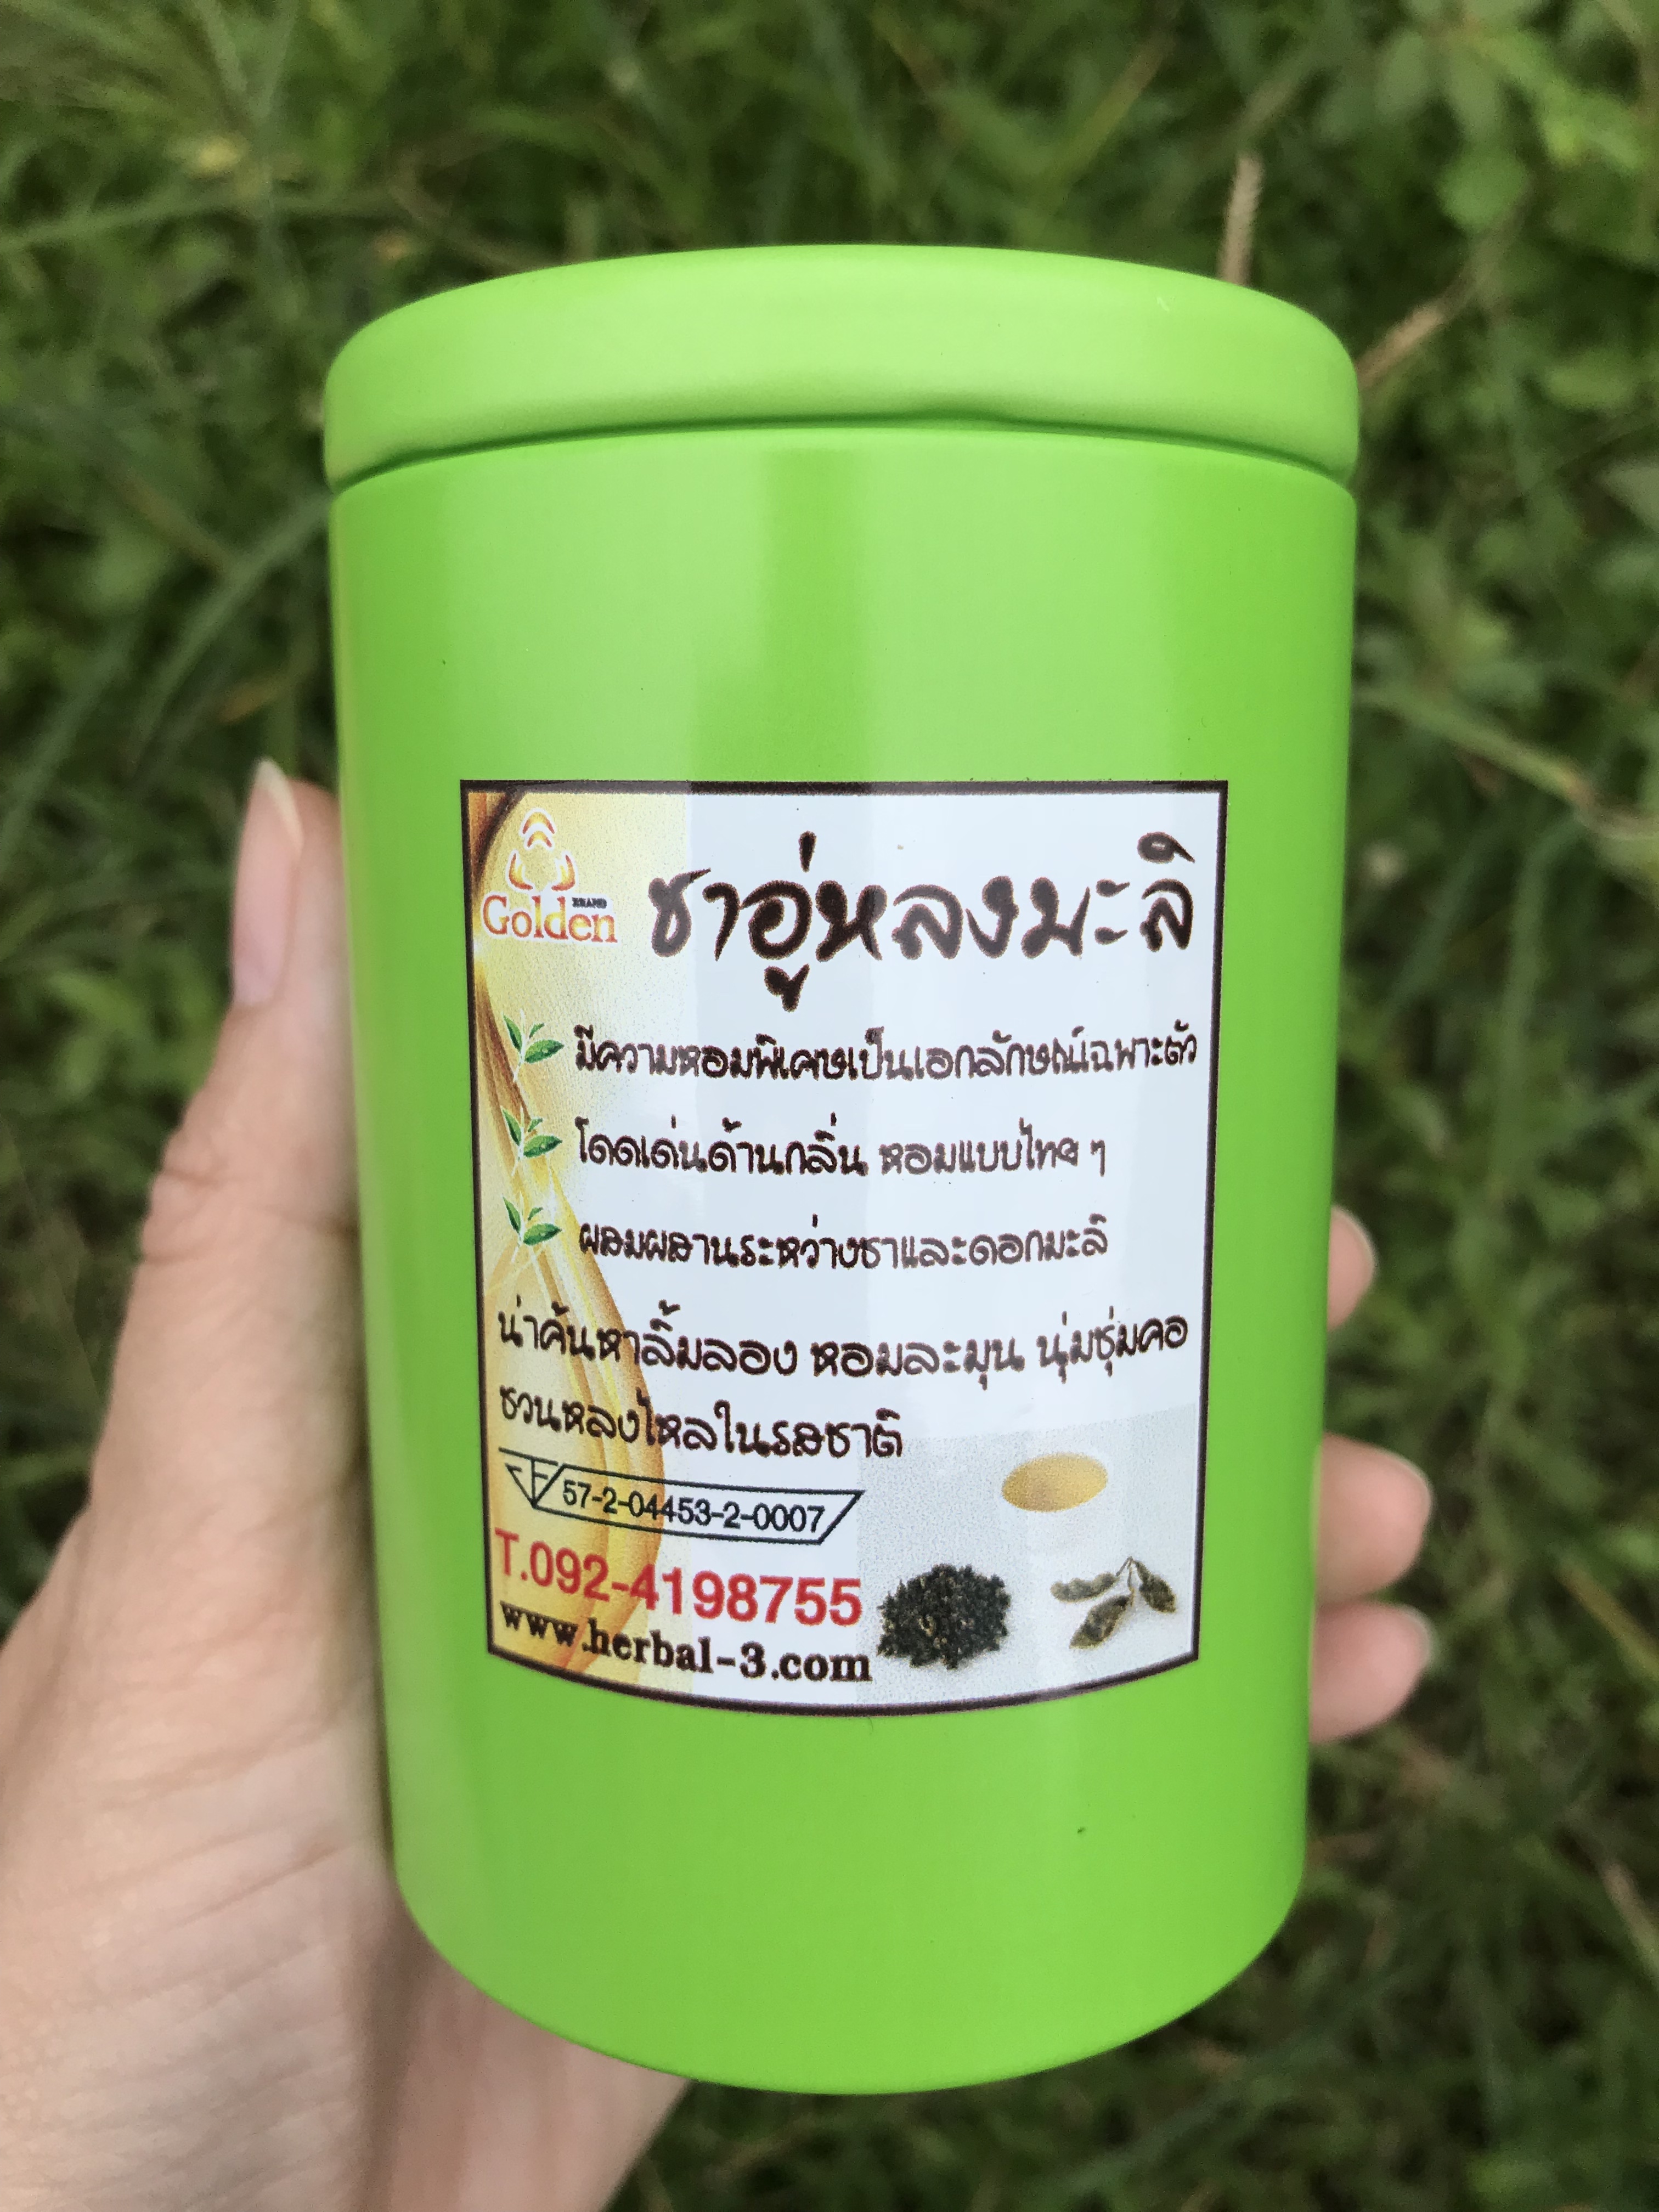 BRAND
Golden
ชาอู่หลงมะลิ
มีความหอมพิเศษเป็นเอกลักษณ์เฉพาะตัว
โดดเด่นด้านกลิ่น หอมแบบไทย ๆ
ผสมผสานระหว่างชาและดอกมะลิ
น่าค้นหาลิ้มลอง หอมละมุน นุ่มชุ่มคอ
ชวนหลงไหลในรสชาติ
57-2-04453-2-0007
T.092-4198755
www.herbal-3.com